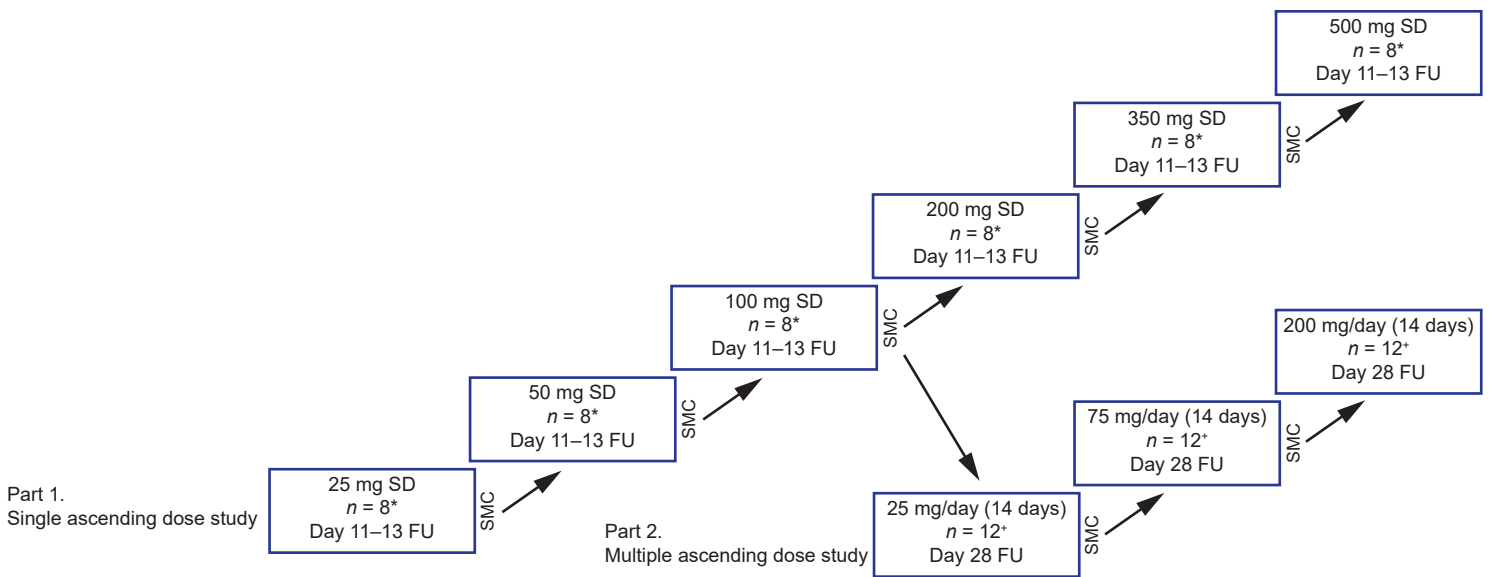 500 mg SD
n = 8*
Day 11–13 FU
350 mg SD
n = 8*
Day 11–13 FU
SMC
200 mg SD
n = 8*
Day 11–13 FU
SMC
100 mg SD
n = 8*
Day 11–13 FU
SMC
50 mg SD
n = 8*
Day 11–13 FU
SMC
Part 1.
Single ascending dose study
25 mg SD
n = 8*
Day 11–13 FU
SMC
200 mg/day (14 days)
n = 12+
Day 28 FU
75 mg/day (14 days)
n = 12+
Day 28 FU
SMC
Part 2.
Multiple ascending dose study
25 mg/day (14 days)
n = 12+
Day 28 FU
SMC